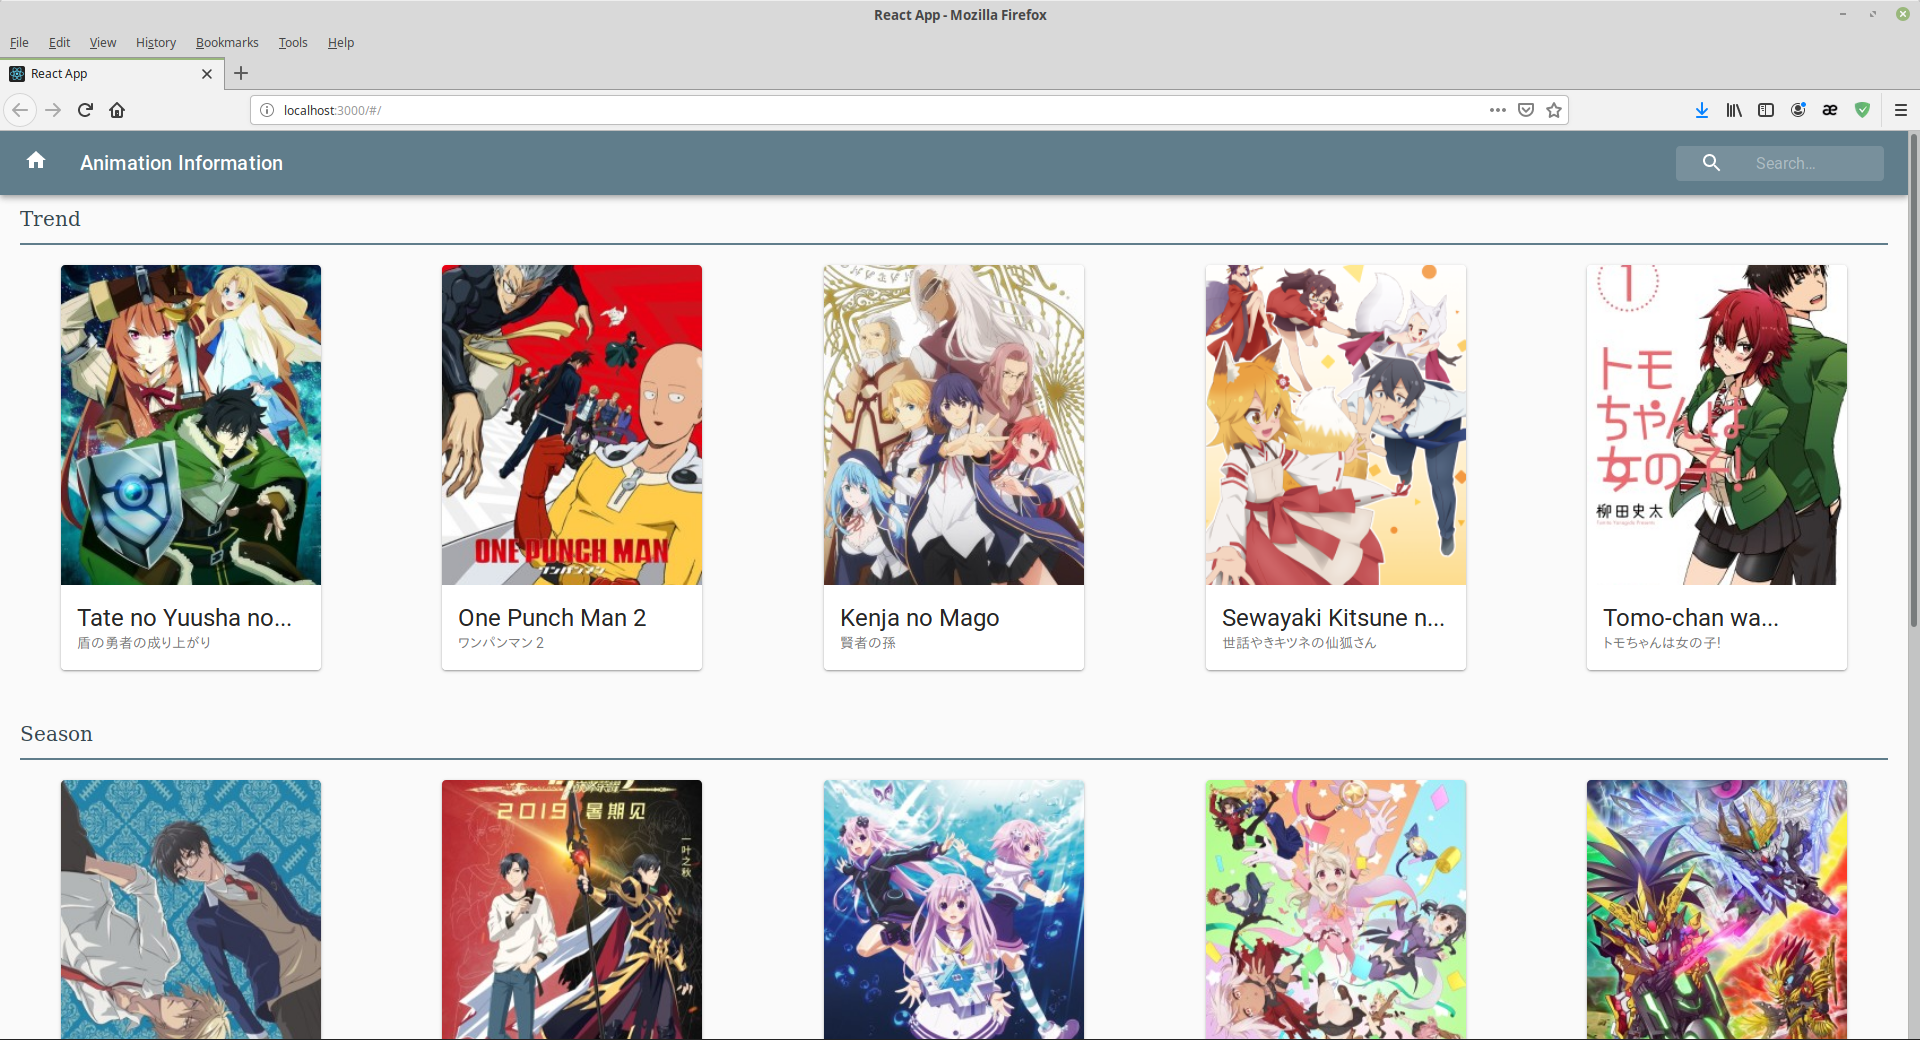 React App - Mozilla Firefox
File Edit View History Bookmarks Tools Help
React App
localhost:3000/#/
Animation Information
Search...
Trend
ONE PUNCH MAN
ワンパンマン
1
トモ
ちゃんは
女の子!
柳田史太
Tate no Yuusha no...
盾の勇者の成り上がり
One Punch Man 2
ワンパンマン 2
Kenja no Mago
賢者の孫
Sewayaki Kitsune n...
世話やきキツネの仙狐さん
Tomo-chan wa...
トモちゃんは女の子!
Season
2019 暑期见
一叶之秋